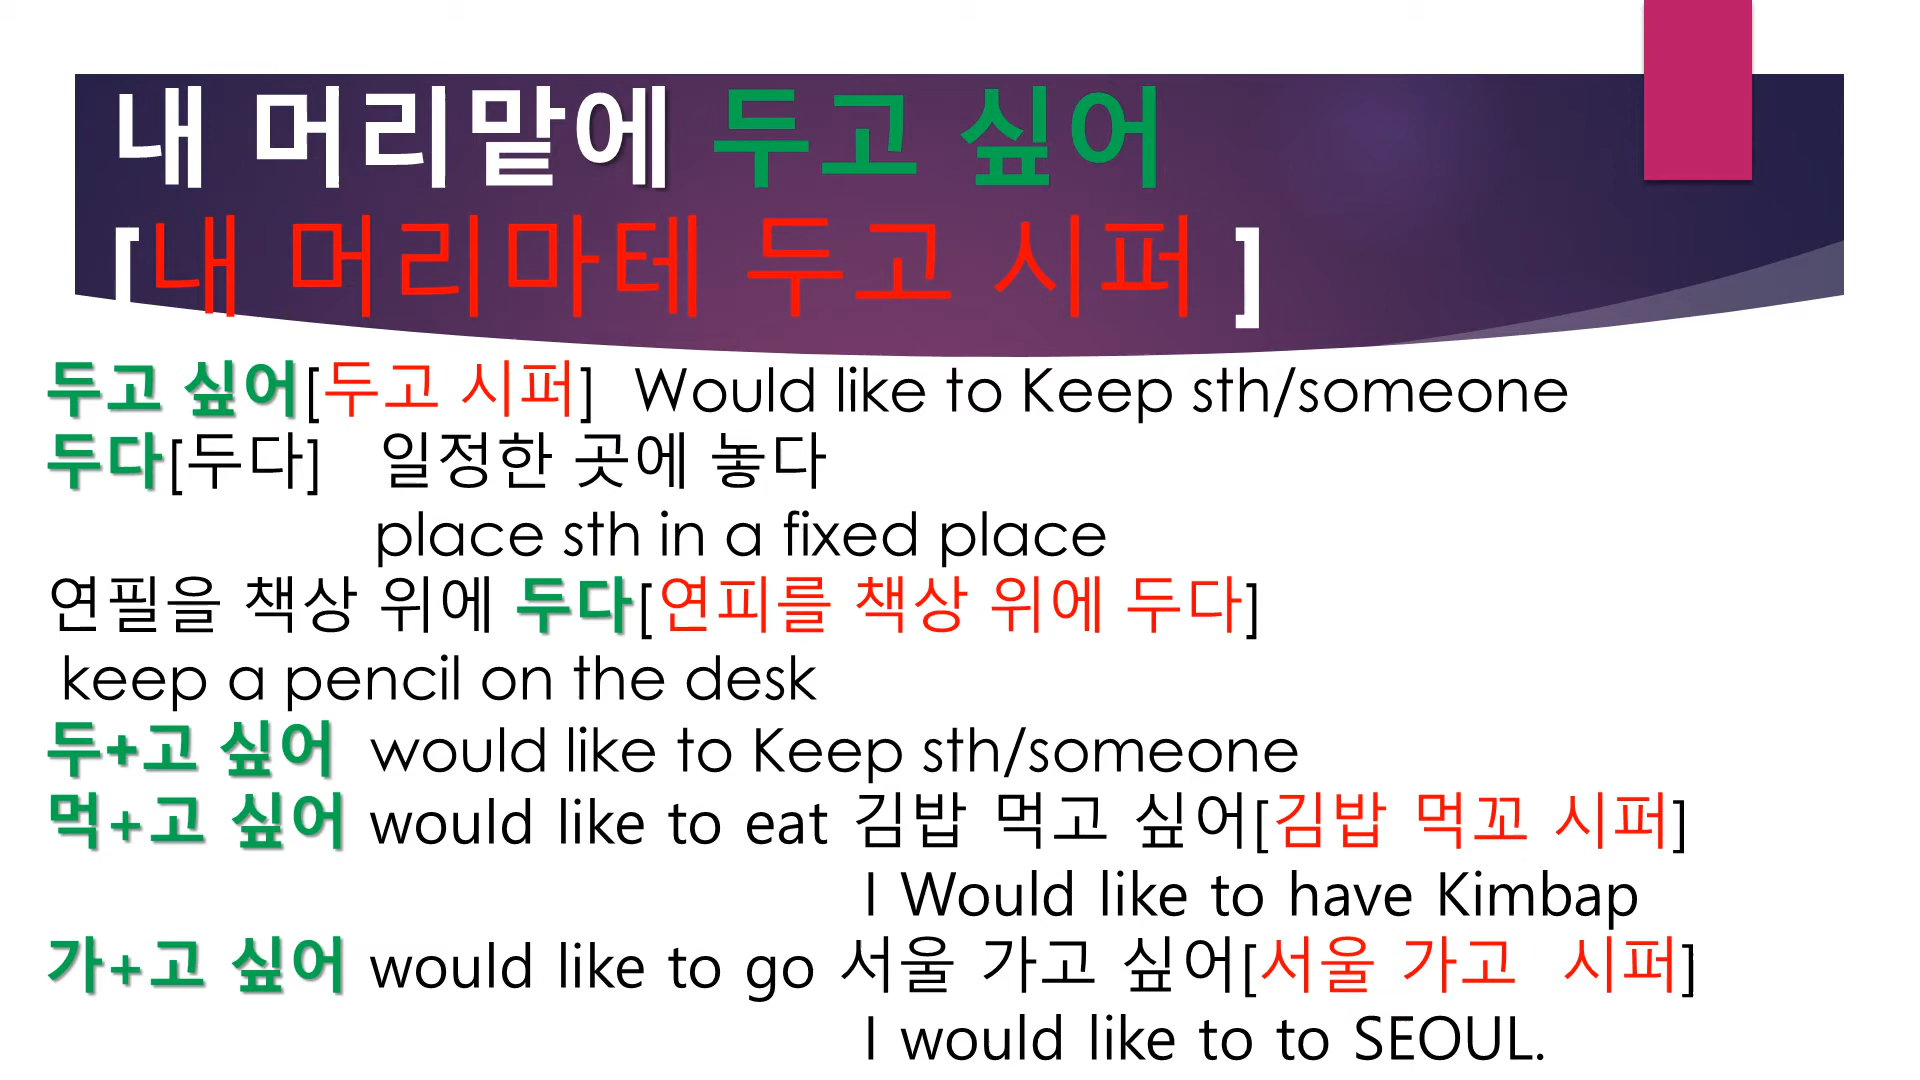 내 머리맡에 두고 싶어
[내 머리마테 두고 시퍼 ]
두고 싶어[두고 시퍼] Would like to Keep sth/someone
두다[두다] 일정한 곳에 놓다
place sth in a fixed place
연필을 책상 위에 두다[연피를 책상 위에 두다]
keep a pencil on the desk
두+고 싶어 would like to Keep sth/someone
먹+고 싶어 would like to eat 김밥 먹고 싶어[김밥 먹꼬 시퍼]
I Would like to have Kimbap
가+고 싶어 would like to go 서울 가고 싶어[서울 가고 시퍼]
I would like to to SEOUL.